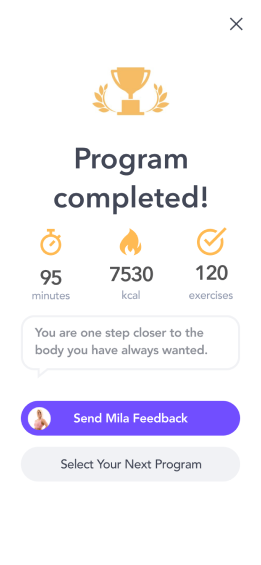 Program
completed!
95
7530
120
minutes
kcal
exercises
You are one step closer to the
body you have always wanted.
Send Mila Feedback
Select Your Next Program